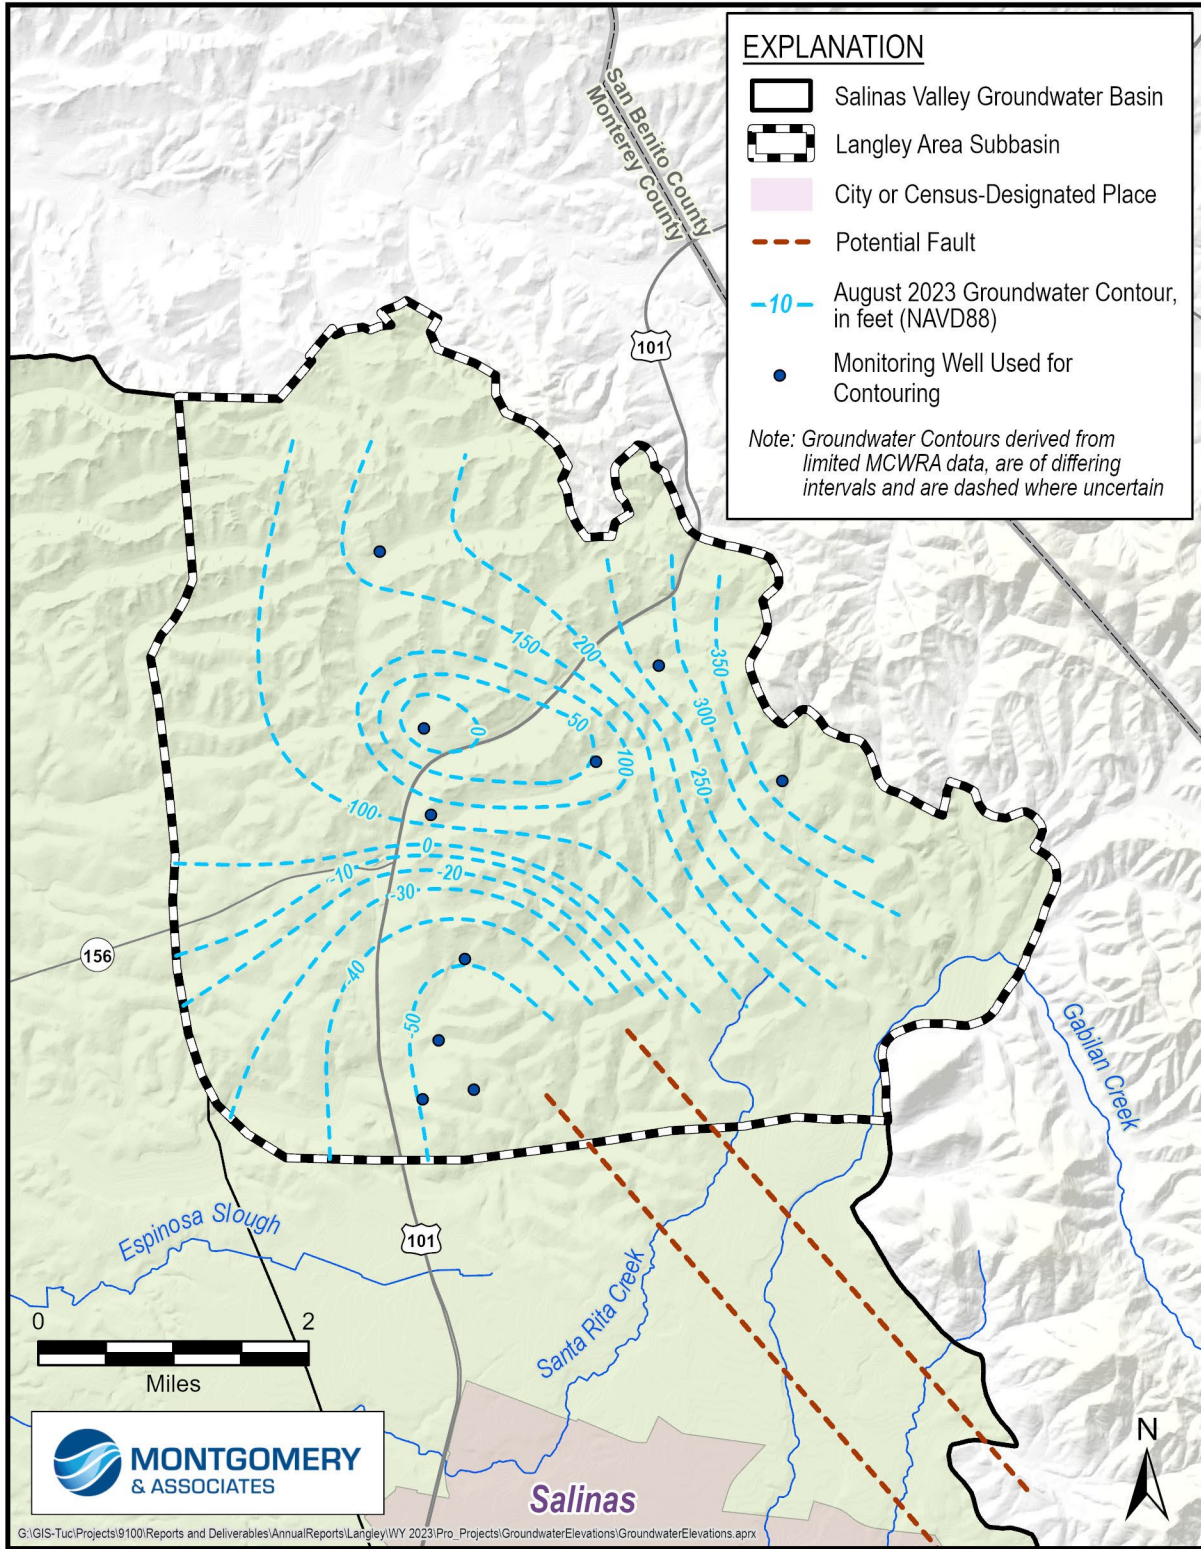 EXPLANATION
Salinas Valley Groundwater Basin
Langley Area Subbasin
City or Census-Designated Place
Potential Fault
-10-
August 2023 Groundwater Contour,
in feet (NAVD88)
Monitoring Well Used for
Contouring
Note: Groundwater Contours derived from
limited MCWRA data, are of differing
intervals and are dashed where uncertain
San Benito County
Monterey County
101
150
200
350
300
50
0
100
250
100
0
-10
-20
-30
156
-40
-50
Gabilan Creek
Espinosa Slough
101
Santa Rita Creek
0 2
Miles
MONTGOMERY
& ASSOCIATES
Salinas
N
G:\GIS-Tuc\Projects\9100\Reports and Deliverables\AnnualReports\Langley\WY 2023\Pro_Projects\GroundwaterElevations\GroundwaterElevations.aprx